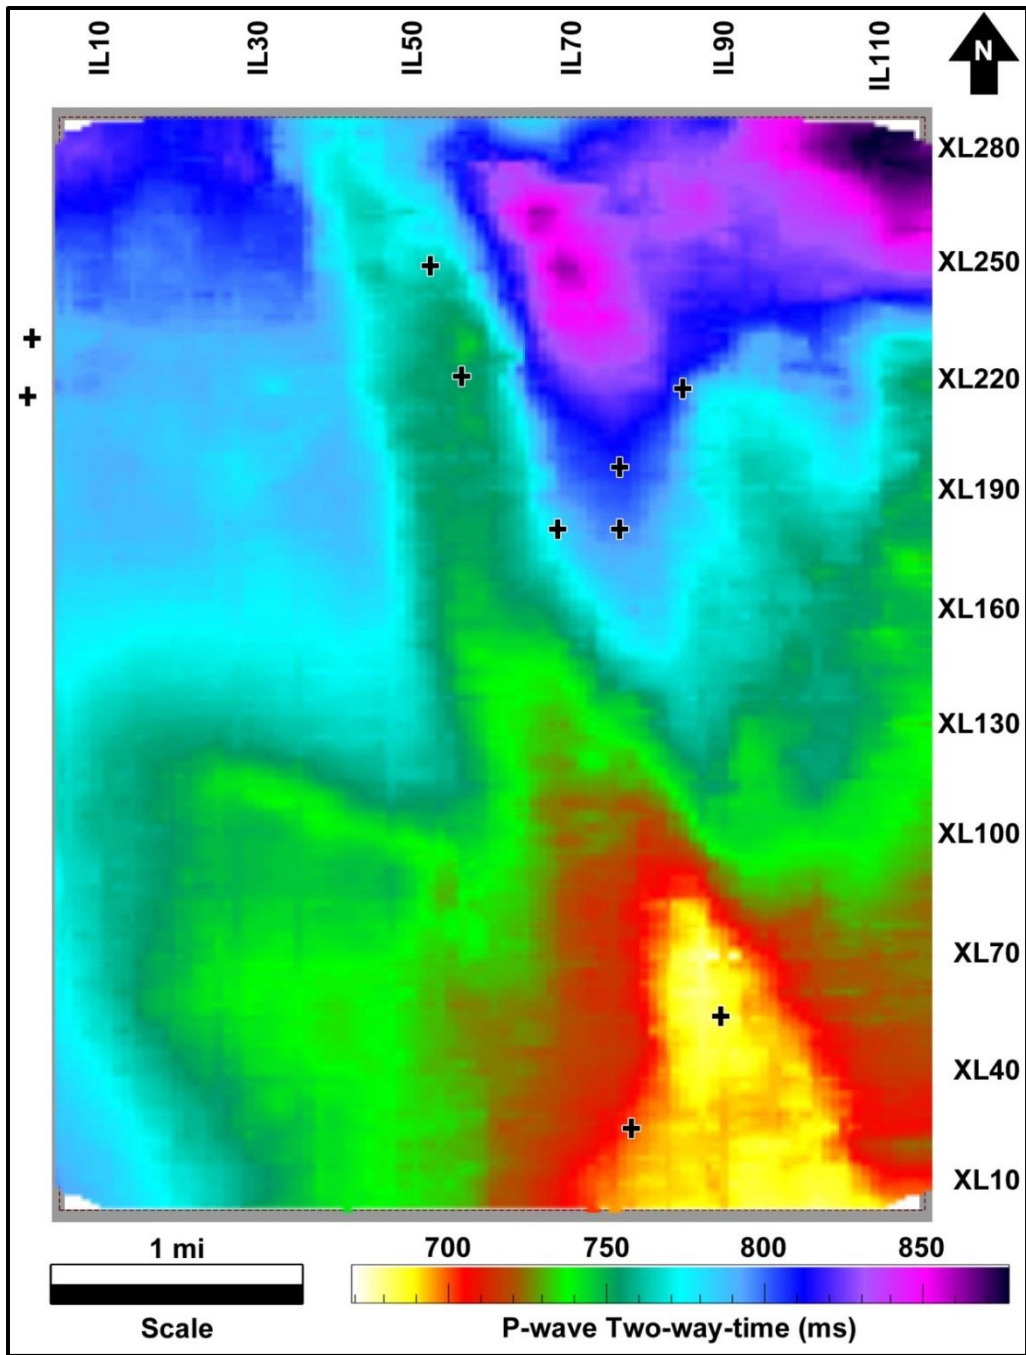 IL10 IL30 IL50 IL70 IL90 IL110
N
XL280
XL250
XL220
XL190
XL160
XL130
XL100
XL70
XL40
XL10
1 mi 700 750 800 850
Scale P-wave Two-way-time (ms)